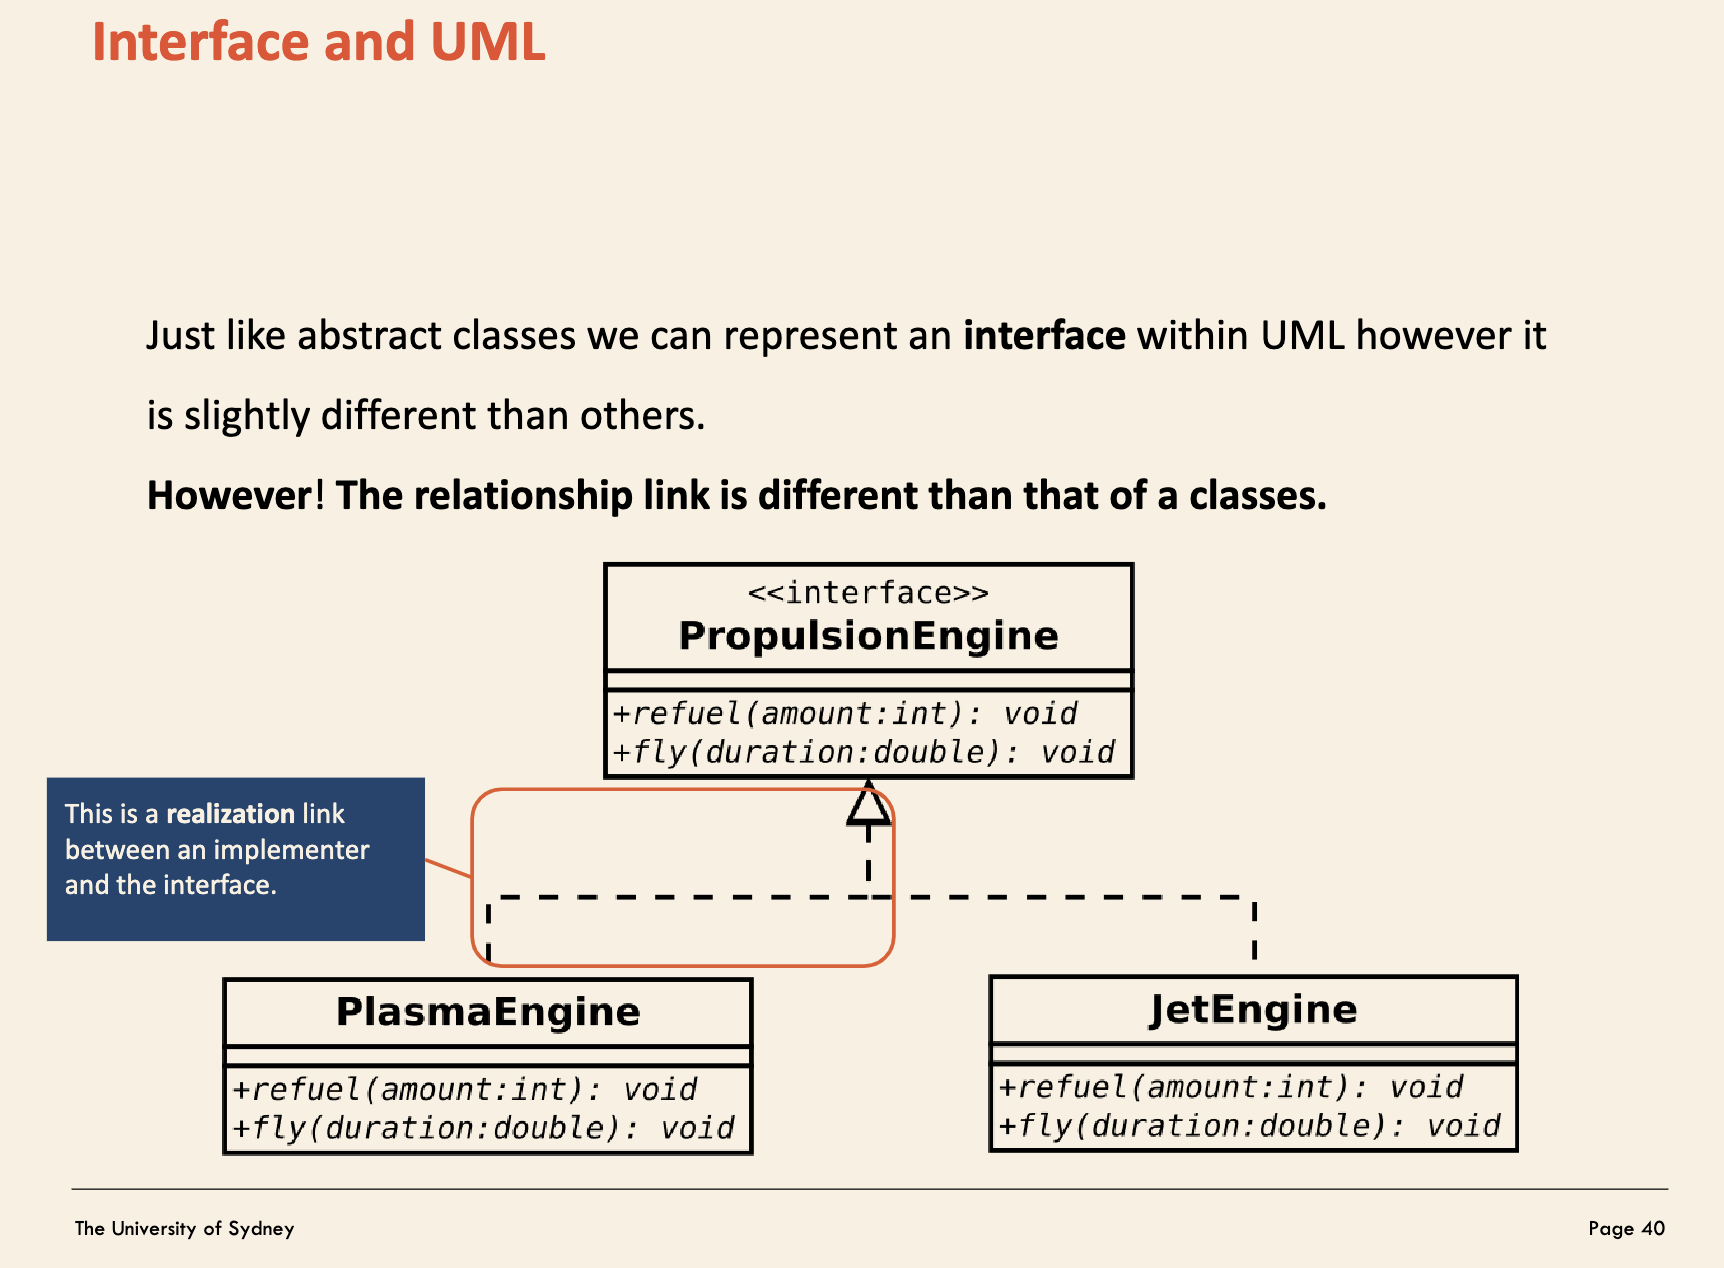 Interface and UML
Just like abstract classes we can represent an interface within UML however it
is slightly different than others.
However! The relationship link is different than that of a classes.
<<interface>>
PropulsionEngine
+refuel(amount:int): void
+fly(duration:double): void
This is a realization link
between an implementer
and the interface.
PlasmaEngine
+refuel(amount:int): void
+fly(duration:double): void
JetEngine
+refuel(amount:int): void
+fly(duration:double): void
The University of Sydney
Page 40